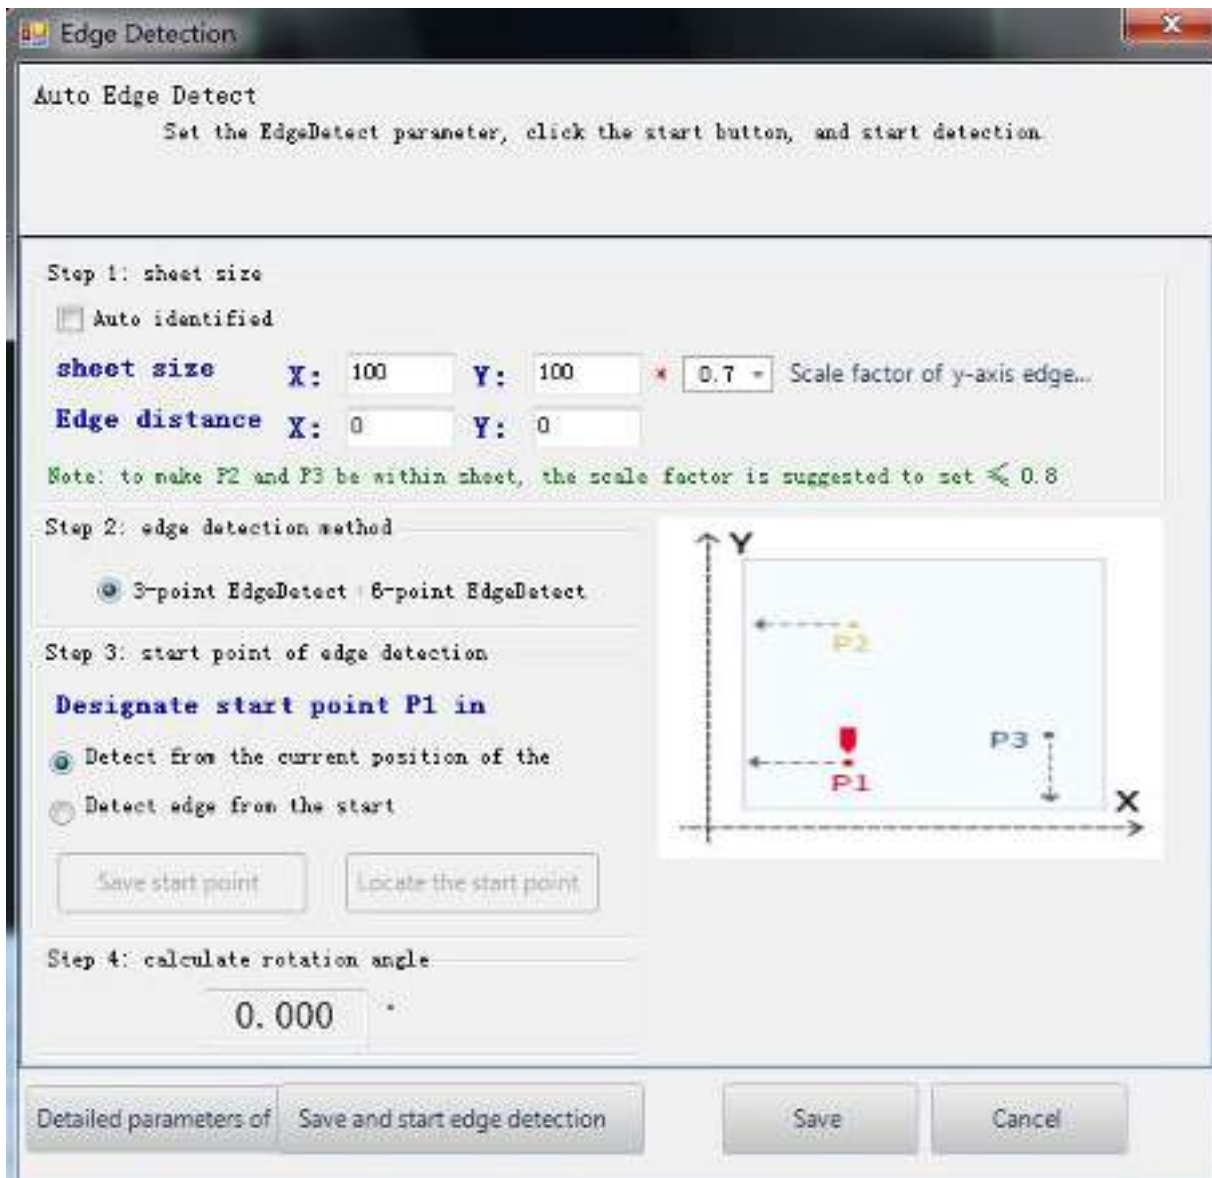 Edge Detection
Auto Edge Detect
Set the EdgeDetect parameter, click the start button, and start detection
Step 1: sheet size
Auto identified
sheet size X: 100 Y: 100 * 0.7 Scale factor of y-axis edge...
Edge distance X: 0 Y: 0
Note: to make P2 and P3 be within sheet, the scale factor is suggested to set ≤ 0.8
Step 2: edge detection method
3-point EdgeDetect 6-point EdgeDetect
Step 3: start point of edge detection
Designate start point P1 in
Detect from the current position of the
Detect edge from the start
Save start point Locate the start point
Y
P2
P3
P1
X
Step 4: calculate rotation angle
0.000 °
Detailed parameters of Save and start edge detection Save Cancel